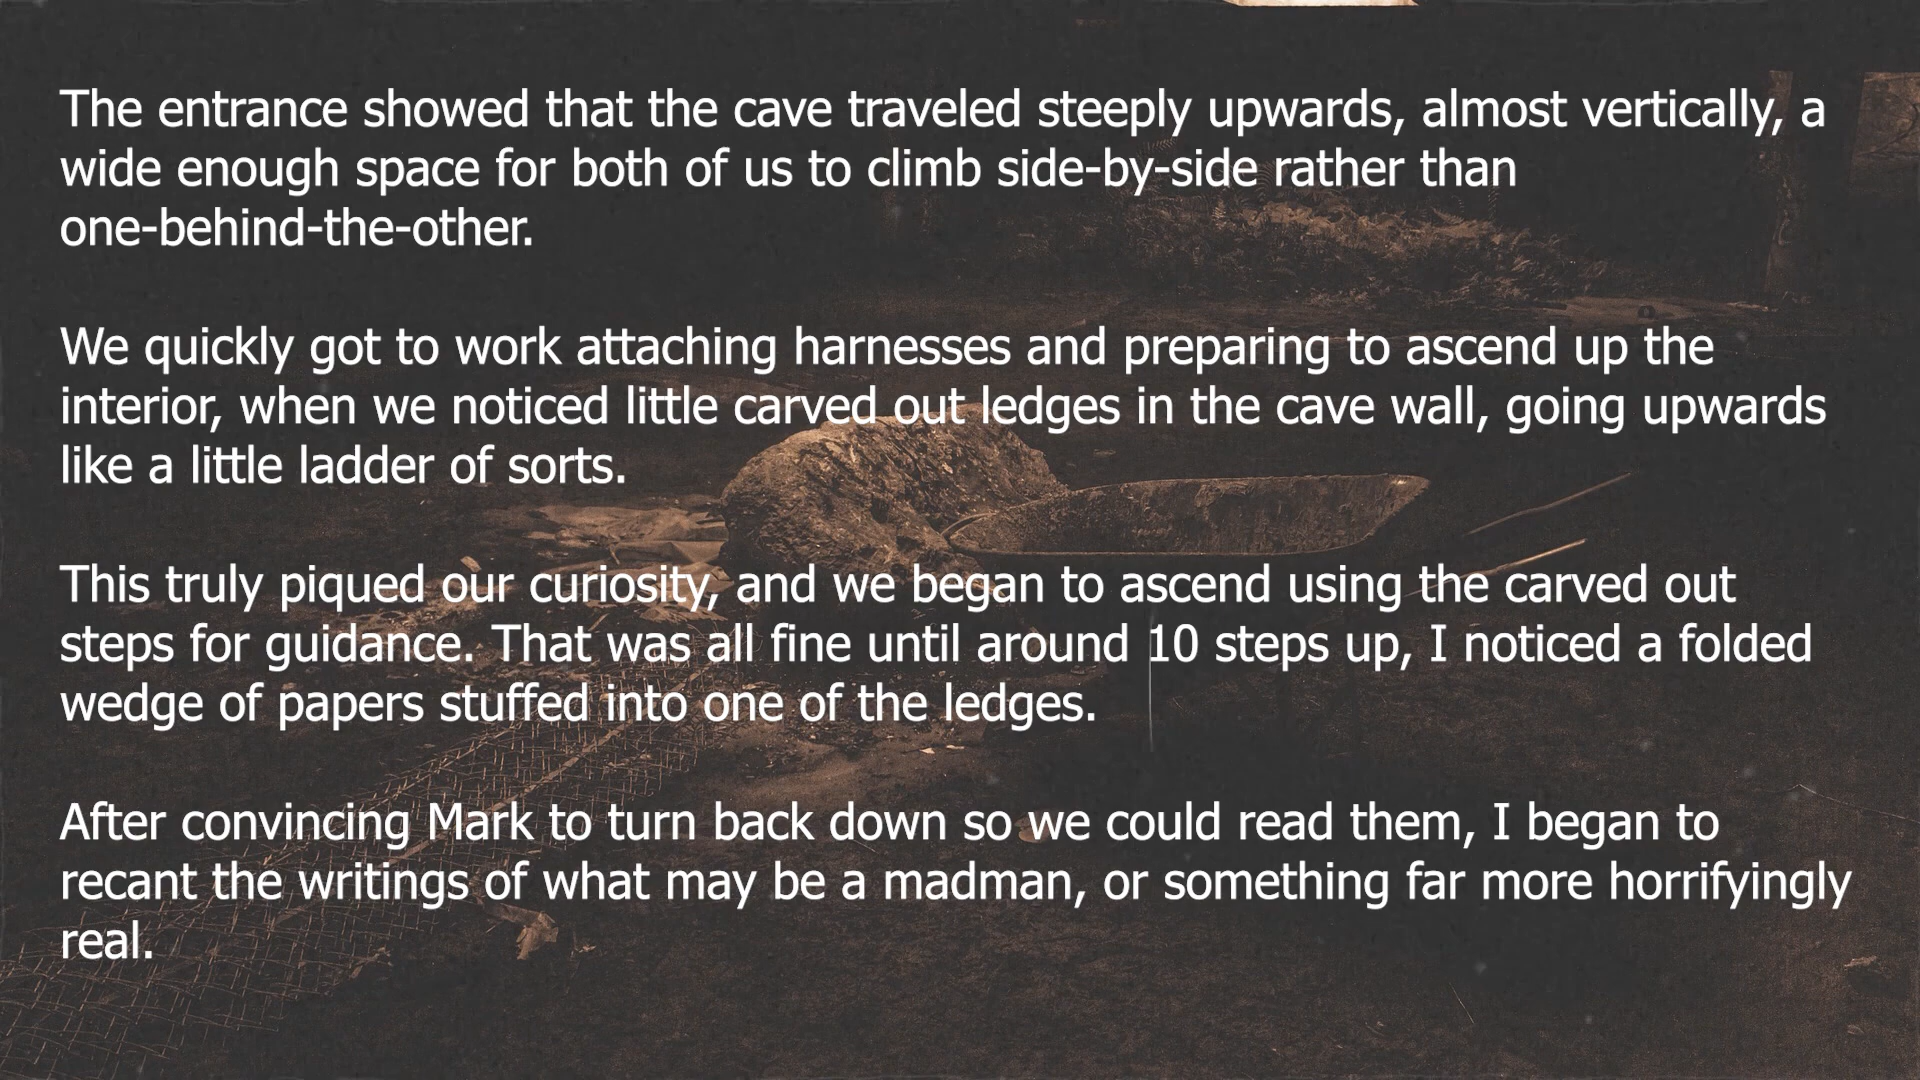 The entrance showed that the cave traveled steeply upwards, almost vertically, a
wide enough space for both of us to climb side-by-side rather than
one-behind-the-other.
We quickly got to work attaching harnesses and preparing to ascend up the
interior, when we noticed little carved out ledges in the cave wall, going upwards
like a little ladder of sorts.
This truly piqued our curiosity, and we began to ascend using the carved out
steps for guidance. That was all fine until around 10 steps up, I noticed a folded
wedge of papers stuffed into one of the ledges.
After convincing Mark to turn back down so we could read them, I began to
recant the writings of what may be a madman, or something far more horrifyingly
real.